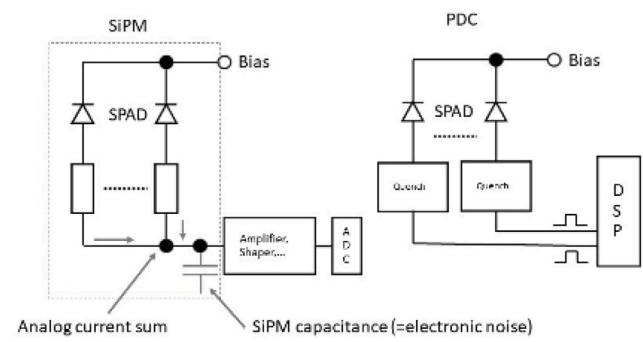 SiPM
PDC
Bias
Bias
SPAD
SPAD
Quench
Quench
Amplifier,
Shaper,...
A
D
C
D
S
P
Analog current sum
SiPM capacitance (=electronic noise)